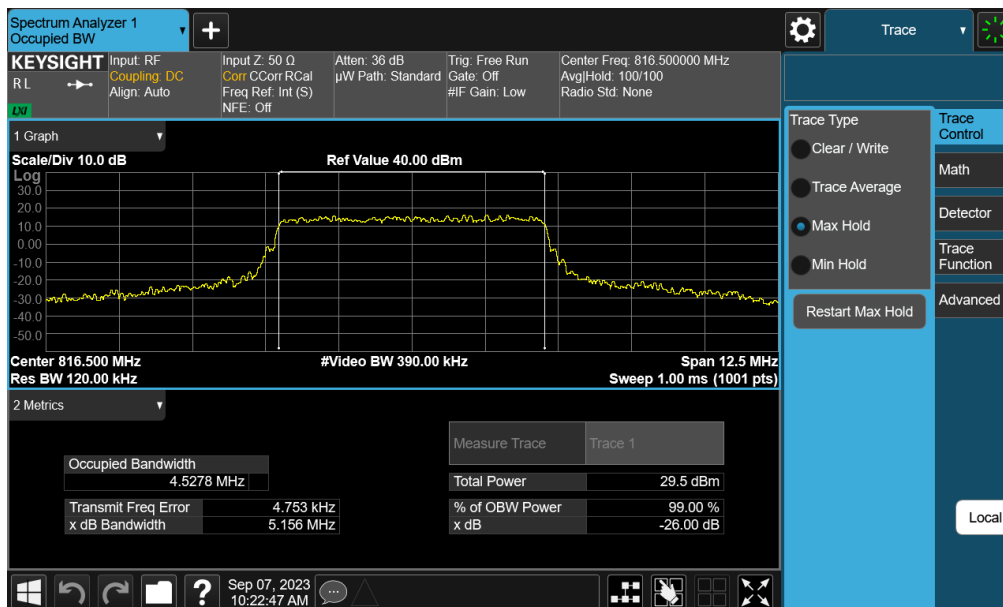 Spectrum Analyzer 1
Occupied BW
+
Trace
KEYSIGHT
R L
LXI
Input: RF
Coupling: DC
Align: Auto
Input Z: 50 Ω
Corr CCorr RCal
Freq Ref: Int (S)
NFE: Off
Atten: 36 dB
µW Path: Standard
Trig: Free Run
Gate: Off
#IF Gain: Low
Center Freq: 816.500000 MHz
Avg|Hold: 100/100
Radio Std: None
1 Graph
Scale/Div 10.0 dB
Ref Value 40.00 dBm
Log
30.0
20.0
10.0
0.00
-10.0
-20.0
-30.0
-40.0
-50.0
Center 816.500 MHz
#Video BW 390.00 kHz
Span 12.5 MHz
Res BW 120.00 kHz
Sweep 1.00 ms (1001 pts)
2 Metrics
Measure Trace Trace 1
Occupied Bandwidth
4.5278 MHz
Total Power 29.5 dBm
Transmit Freq Error 4.753 kHz
% of OBW Power 99.00 %
x dB Bandwidth 5.156 MHz
x dB -26.00 dB
Trace Type
Clear / Write
Trace Average
Max Hold
Min Hold
Restart Max Hold
Trace
Control
Math
Detector
Trace
Function
Advanced
Local
?
Sep 07, 2023
10:22:47 AM